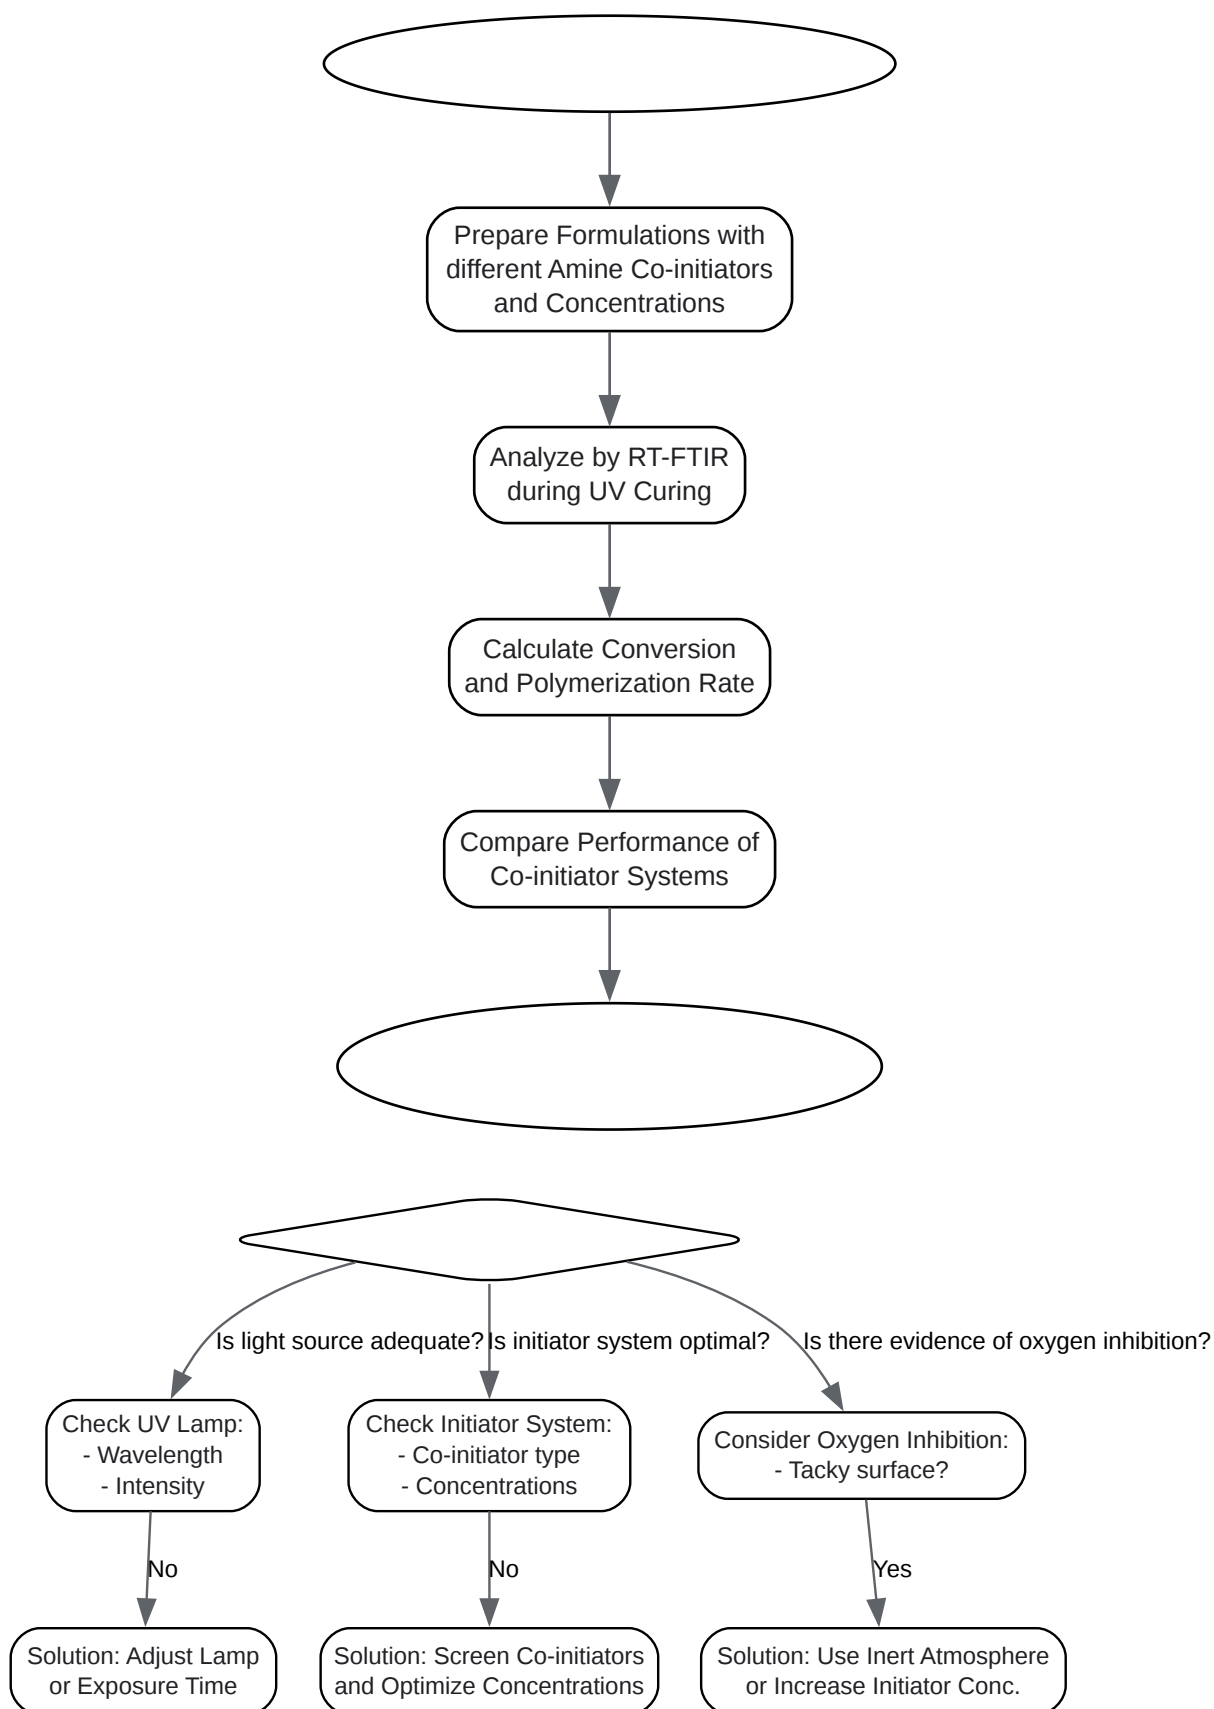 Prepare Formulations with
different Amine Co-initiators
and Concentrations
Analyze by RT-FTIR
during UV Curing
Calculate Conversion
and Polymerization Rate
Compare Performance of
Co-initiator Systems
Is light source adequate?
Is initiator system optimal?
Is there evidence of oxygen inhibition?
Check UV Lamp:
- Wavelength
- Intensity
Check Initiator System:
- Co-initiator type
- Concentrations
Consider Oxygen Inhibition:
- Tacky surface?
No
No
Yes
Solution: Adjust Lamp
or Exposure Time
Solution: Screen Co-initiators
and Optimize Concentrations
Solution: Use Inert Atmosphere
or Increase Initiator Conc.